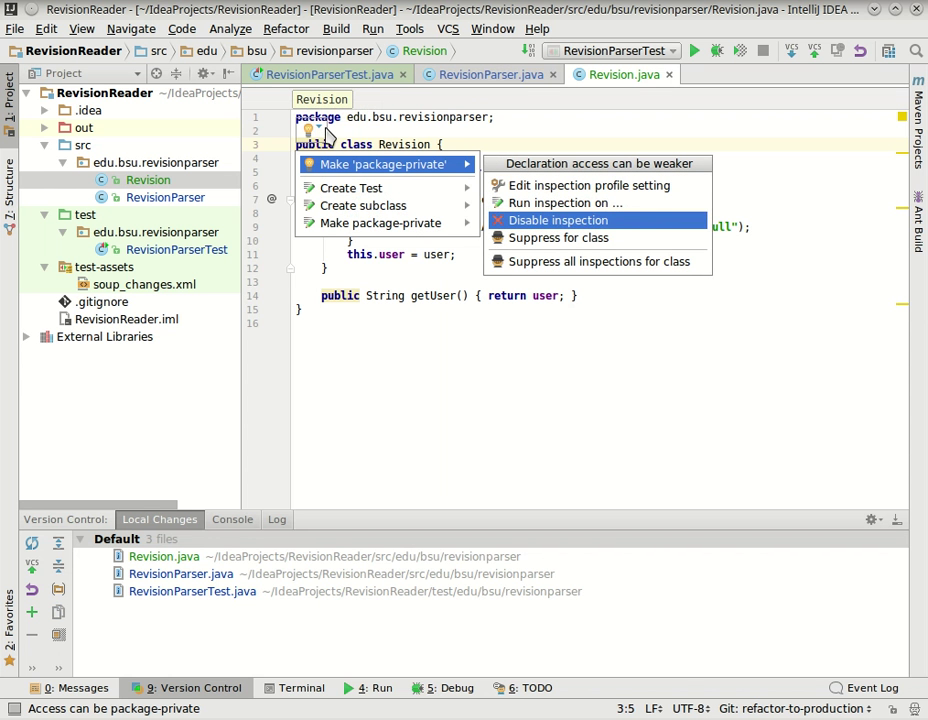 RevisionReader - [~/IdeaProjects/RevisionReader] - [RevisionReader] - ~/IdeaProjects/RevisionReader/src/edu/bsu/revisionparser/Revision.java - IntelliJ IDEA ...
File Edit View Navigate Code Analyze Refactor Build Run Tools VCS Window Help
RevisionReader src edu bsu revisionparser Revision RevisionParserTest VCS VCS
1: Project
7: Structure
2: Favorites
Project
RevisionReader ~/IdeaProjects/
.idea
out
src
edu.bsu.revisionparser
Revision
RevisionParser
test
edu.bsu.revisionparser
RevisionParserTest
test-assets
soup_changes.xml
.gitignore
RevisionReader.iml
External Libraries
RevisionParserTest.java RevisionParser.java Revision.java
Revision
1 package edu.bsu.revisionparser;
2
3 public class Revision {
4
5
6
7
Make 'package-private'
Create Test
Create subclass
Make package-private
Declaration access can be weaker
Edit inspection profile setting
Run inspection on ...
Disable inspection
Suppress for class
Suppress all inspections for class
9 ull");
10 }
11 this.user = user;
12 }
13
14 public String getUser() { return user; }
15 }
16
Maven Projects
Ant Build
Version Control: Local Changes Console Log
VCS
Default 3 files
Revision.java ~/IdeaProjects/RevisionReader/src/edu/bsu/revisionparser
RevisionParser.java ~/IdeaProjects/RevisionReader/src/edu/bsu/revisionparser
RevisionParserTest.java ~/IdeaProjects/RevisionReader/test/edu/bsu/revisionparser
0: Messages 9: Version Control Terminal 4: Run 5: Debug 6: TODO Event Log
Access can be package-private 3:5 LF UTF-8 Git: refactor-to-production